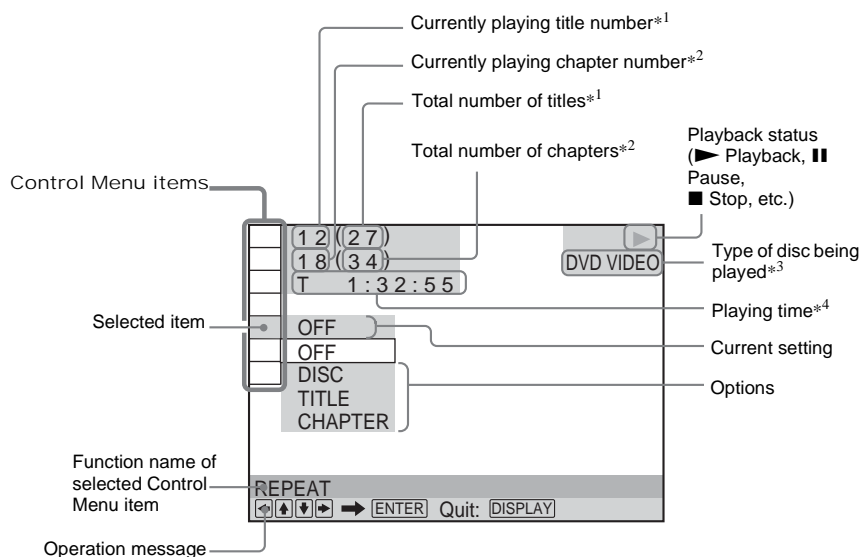 Currently playing title number*1
Currently playing chapter number*2
Total number of titles*1
Total number of chapters*2
Playback status
(► Playback, ❚❚
Pause,
■ Stop, etc.)
Control Menu items
12(27)
18(34)
T 1:32:55
►
DVD VIDEO
Type of disc being
played*3
Playing time*4
Selected item
OFF
Current setting
OFF
DISC
TITLE
CHAPTER
Options
Function name of
selected Control
Menu item
REPEAT
←↑↓→ ➡ ENTER Quit: DISPLAY
Operation message